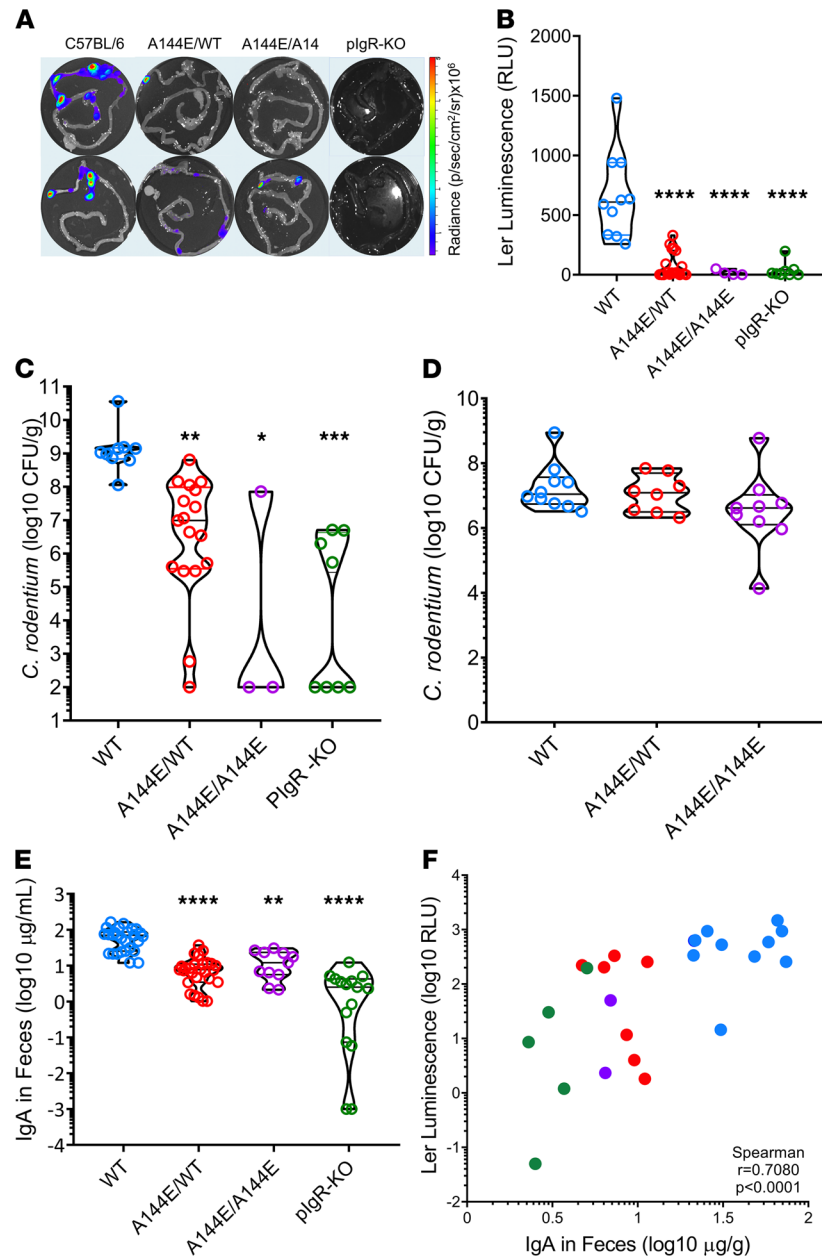 A
C57BL/6 A144E/WT A144E/A14 pIgR-KO
Radiance (p/sec/cm²/sr)x10⁶
B
Ler Luminescence (RLU)
2000
1500
1000
500
0
**** **** ****
WT A144E/WT A144E/A144E pIgR-KO
C
C. rodentium (log10 CFU/g)
11
10
9
8
7
6
5
4
3
2
1
** * ***
WT A144E/WT A144E/A144E PIgR -KO
D
C. rodentium (log10 CFU/g)
10
8
6
4
2
0
WT A144E/WT A144E/A144E
E
IgA in Feces (log10 µg/mL)
3
2
1
0
-1
-2
-3
-4
**** ** ****
WT A144E/WT A144E/A144E pIgR-KO
F
Ler Luminescence (log10 RLU)
4
3
2
1
0
-1
-2
0 0.5 1 1.5 2
Spearman
r=0.7080
p<0.0001
IgA in Feces (log10 µg/g)